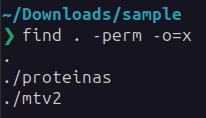 ~/Downloads/sample
❯ find . -perm -o=x
.
./proteinas
./mtv2